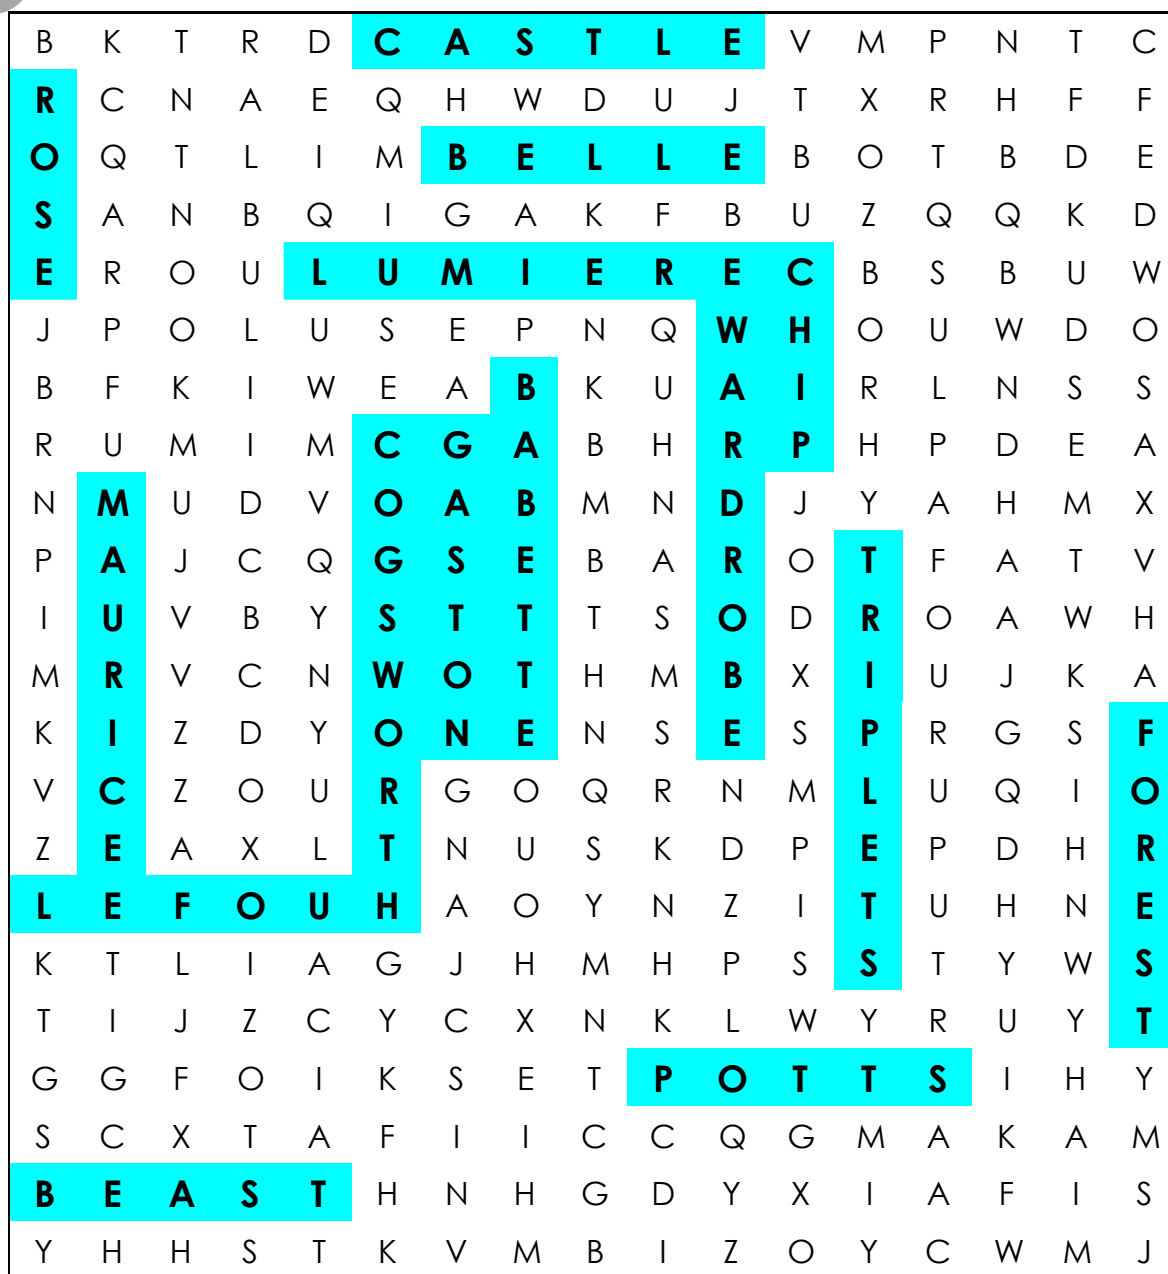 B K T R D C A S T L E V M P N T C
R C N A E Q H W D U J T X R H F F
O Q T L I M B E L L E B O T B D E
S A N B Q I G A K F B U Z Q Q K D
E R O U L U M I E R E C B S B U W
J P O L U S E P N Q W H O U W D O
B F K I W E A B K U A I R L N S S
R U M I M C G A B H R P H P D E A
N M U D V O A B M N D J Y A H M X
P A J C Q G S E B A R O T F A T V
I U V B Y S T T T S O D R O A W H
M R V C N W O T H M B X I U J K A
K I Z D Y O N E N S E S P R G S F
V C Z O U R G O Q R N M L U Q I O
Z E A X L T N U S K D P E P D H R
L E F O U H A O Y N Z I T U H N E
K T L I A G J H M H P S S T Y W S
T I J Z C Y C X N K L W Y R U Y T
G G F O I K S E T P O T T S I H Y
S C X T A F I I C C Q G M A K A M
B E A S T H N H G D Y X I A F I S
Y H H S T K V M B I Z O Y C W M J